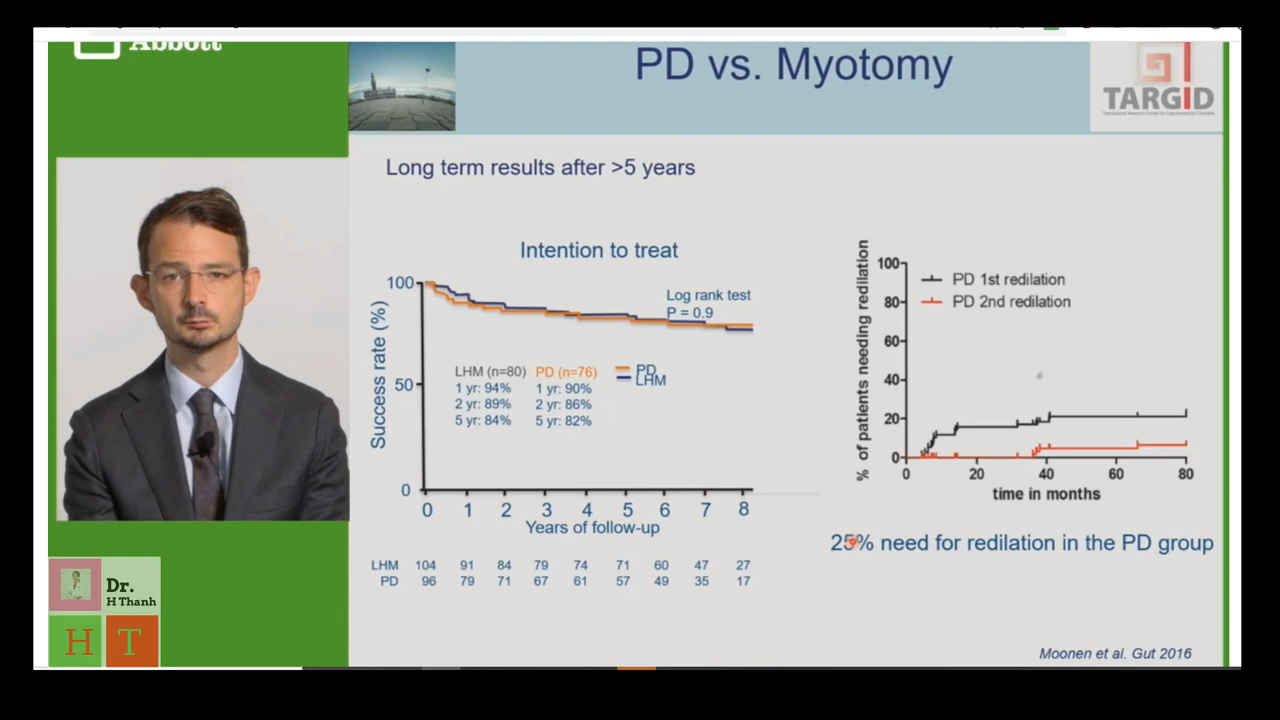 Abbott
PD vs. Myotomy
TARGID
Long term results after >5 years
Intention to treat
Success rate (%)
100
50
0
Log rank test
P = 0.9
LHM (n=80) PD (n=76)
1 yr: 94% 1 yr: 90%
2 yr: 89% 2 yr: 86%
5 yr: 84% 5 yr: 82%
PD
LHM
0 1 2 3 4 5 6 7 8
Years of follow-up
LHM 104 91 84 79 74 71 60 47 27
PD 96 79 71 67 61 57 49 35 17
% of patients needing redilation
100
80
60
40
20
0
PD 1st redilation
PD 2nd redilation
0 20 40 60 80
time in months
25% need for redilation in the PD group
Moonen et al. Gut 2016
Dr.
H Thanh
H T